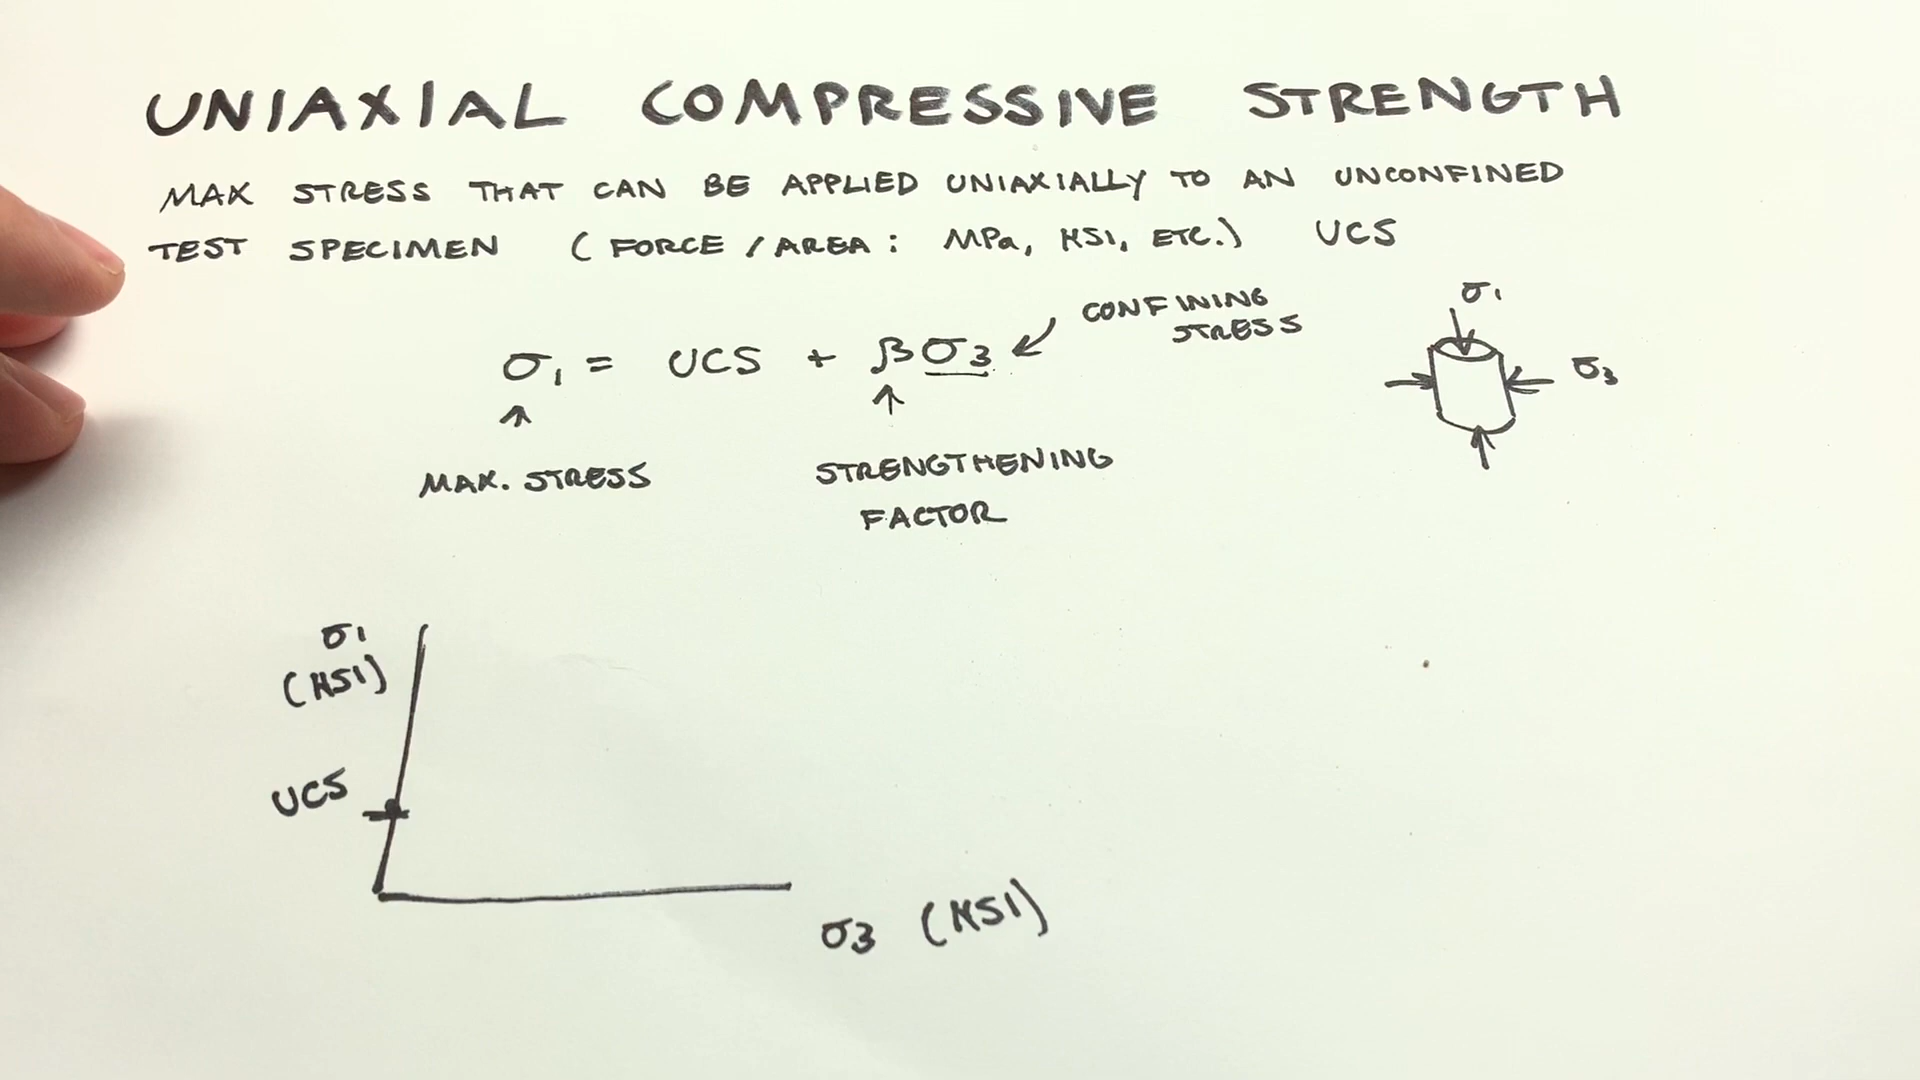 UNIAXIAL COMPRESSIVE STRENGTH
MAX STRESS THAT CAN BE APPLIED UNIAXIALLY TO AN UNCONFINED
TEST SPECIMEN (FORCE / AREA: MPa, KSI, ETC.) UCS
σ1 = UCS + βσ3
CONFINING
STRESS
MAX. STRESS
STRENGTHENING
FACTOR
σ1
σ3
σ1
(KSI)
UCS
σ3 (KSI)